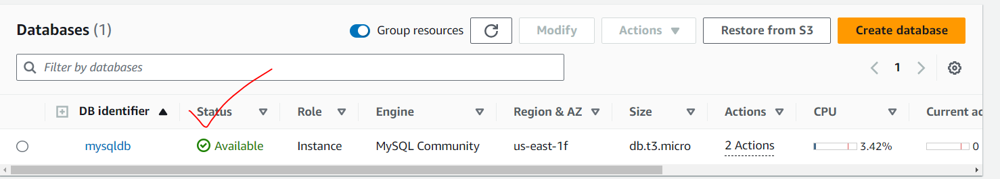 Databases (1)
Group resources
Modify
Actions
Restore from S3
Create database
Filter by databases
1
DB identifier Status Role Engine Region & AZ Size Actions CPU Current ac
mysqldb Available Instance MySQL Community us-east-1f db.t3.micro 2 Actions 3.42% 0